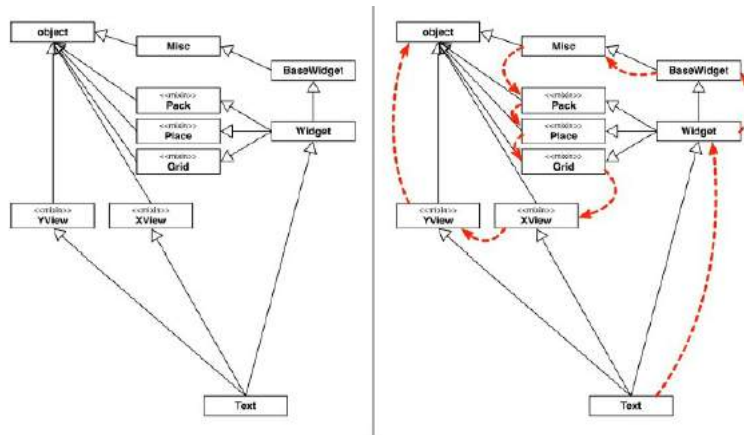 object
Misc
BaseWidget
<<mixin>>
Pack
<<mixin>>
Place
<<mixin>>
Grid
Widget
<<mixin>>
YView
<<mixin>>
XView
Text
object
Misc
BaseWidget
<<mixin>>
Pack
<<mixin>>
Place
<<mixin>>
Grid
Widget
<<mixin>>
YView
<<mixin>>
XView
Text